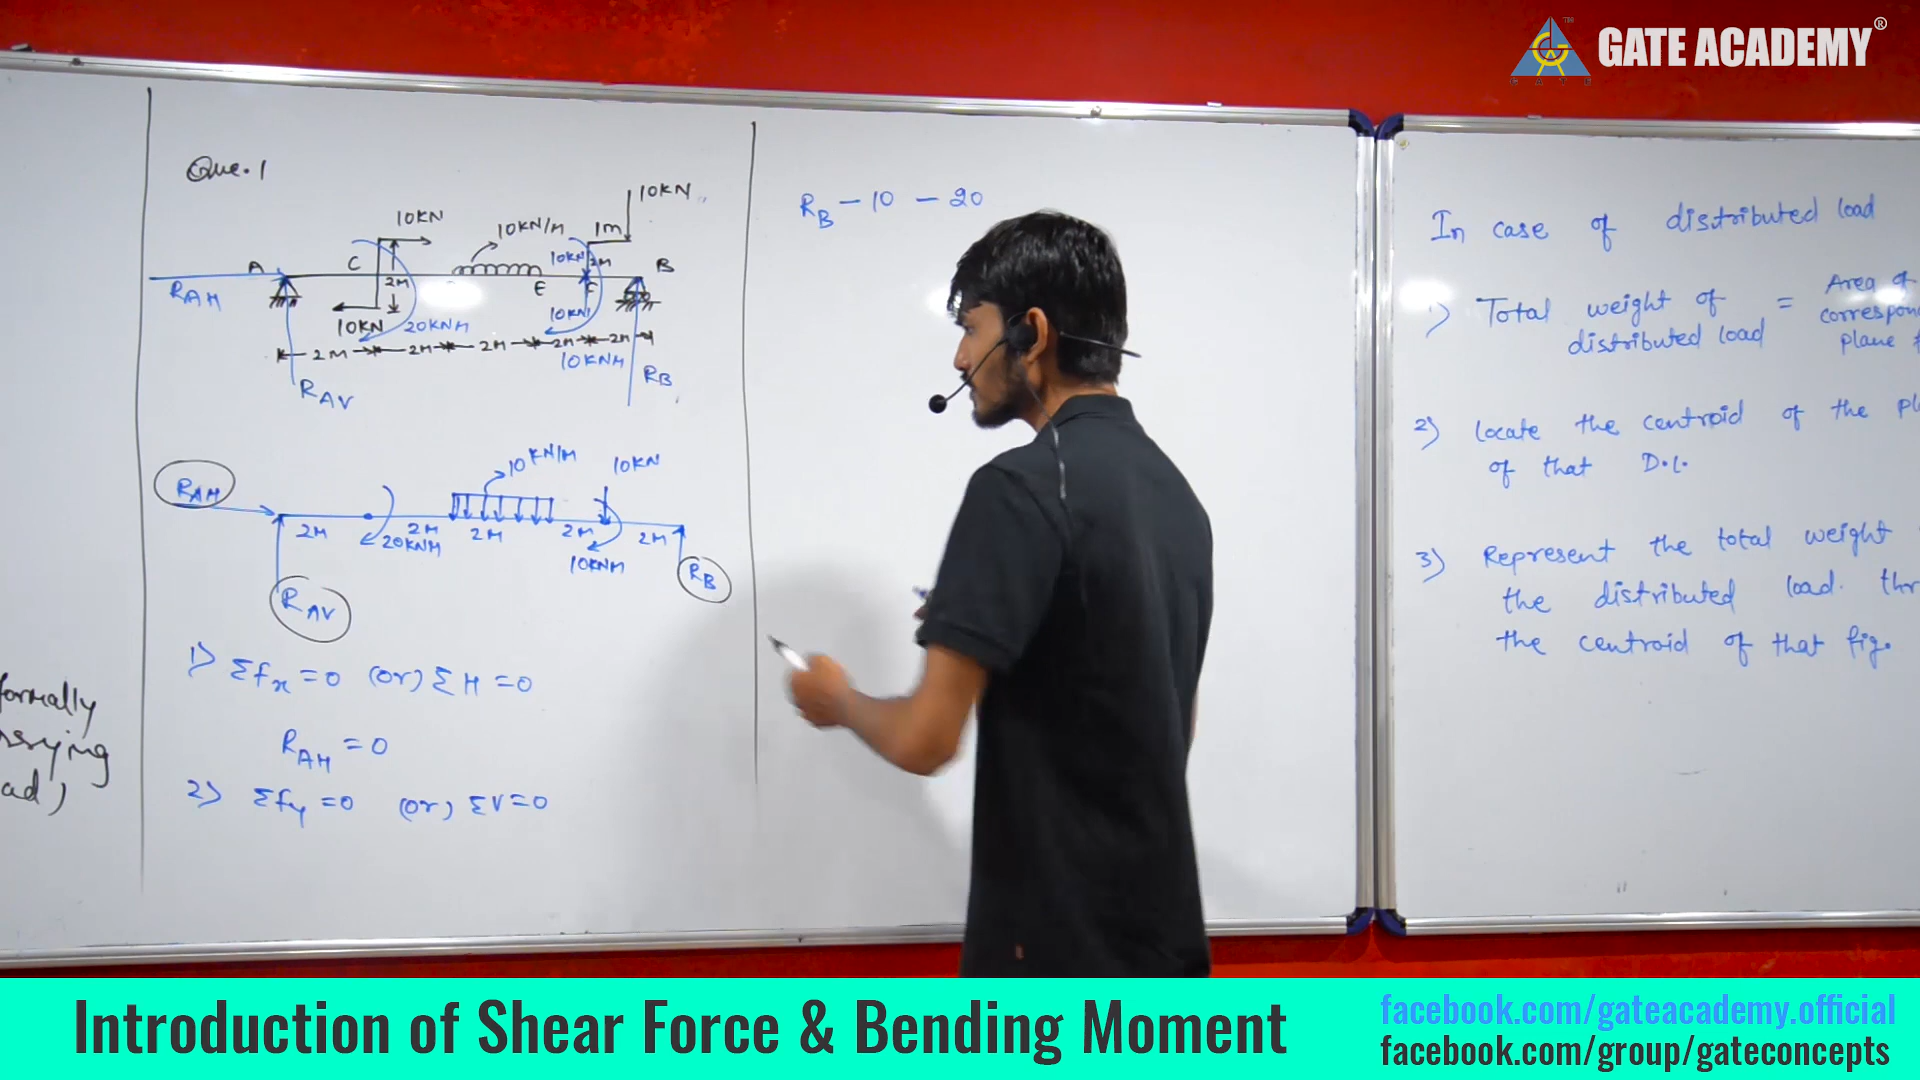 GATE ACADEMY®
Que. 1
10KN
10KN
10KN/M
1m
10KN
2M
A
C
B
RAH
2M
E
F
10KN
20KNM
10KN
2M
2M
2M
2M
2M
10KNM
RAV
RB
10KN/M
10KN
RAH
2M
2M
2M
2M
2M
20KNM
10KNM
RB
RAV
1) Σfx = 0 (or) ΣH = 0
RAH = 0
2) Σfy = 0 (or) ΣV = 0
RB - 10 - 20
ad)
In case of distributed load
1) Total weight of distributed load = Area of
plane
2) Locate the centroid of the
of that D.L.
3) Represent the total weight
the distributed load. thr
the centroid of that fig.
Introduction of Shear Force & Bending Moment
facebook.com/gateacademy.official
facebook.com/group/gateconcepts